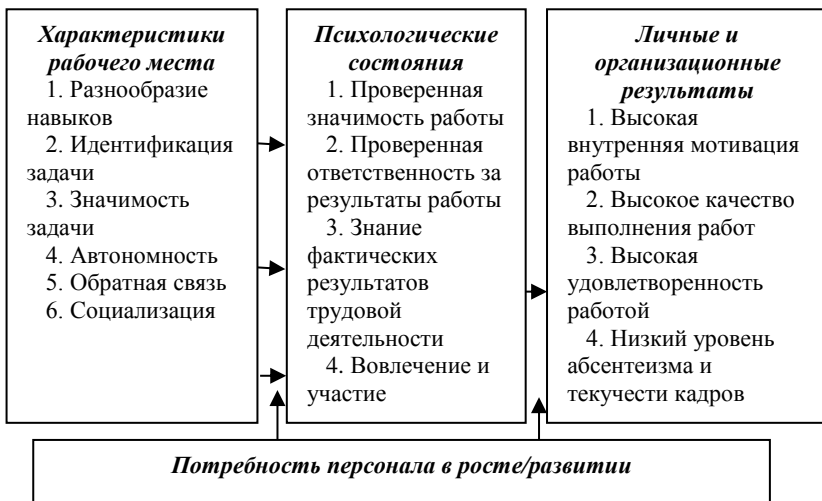 Характеристики
рабочего места
1. Разнообразие
навыков
2. Идентификация
задачи
3. Значимость
задачи
4. Автономность
5. Обратная связь
6. Социализация
Психологические
состояния
1. Проверенная
значимость работы
2. Проверенная
ответственность за
результаты работы
3. Знание
фактических
результатов
трудовой
деятельности
4. Вовлечение и
участие
Личные и
организационные
результаты
1. Высокая
внутренняя мотивация
работы
2. Высокое качество
выполнения работ
3. Высокая
удовлетворенность
работой
4. Низкий уровень
абсентеизма и
текучести кадров
Потребность персонала в росте/развитии